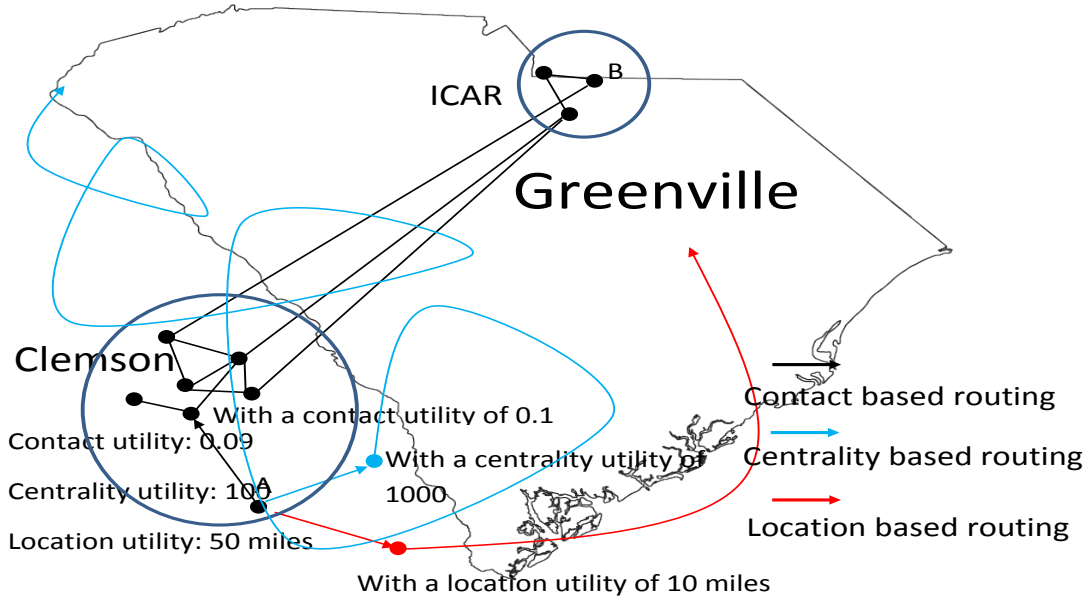 B
ICAR
Greenville
Clemson
Contact based routing
With a contact utility of 0.1
Contact utility: 0.09
Centrality based routing
With a centrality utility of
1000
Centrality utility: 100
A
Location based routing
Location utility: 50 miles
With a location utility of 10 miles